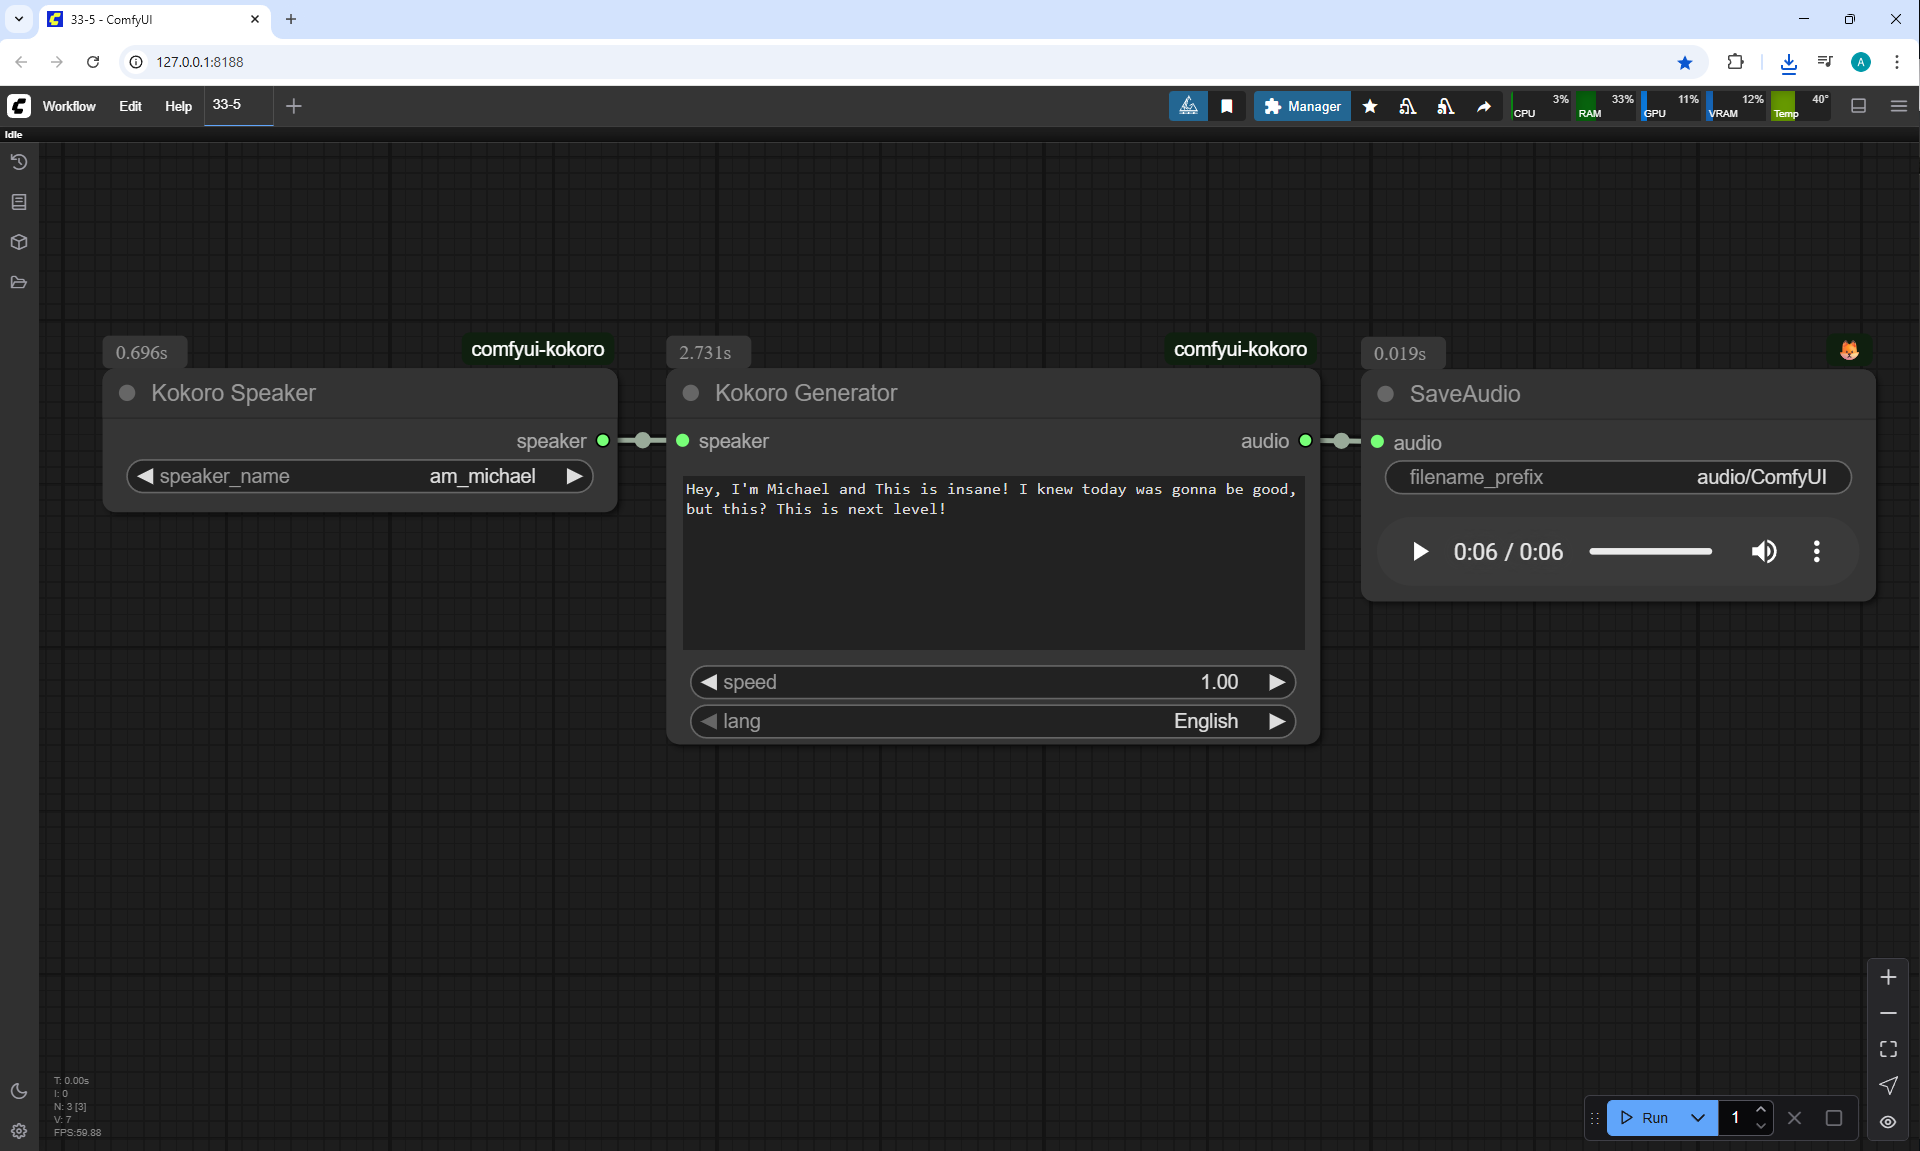 33-5 - ComfyUI
127.0.0.1:8188
A
Workflow
Edit
Help
33-5
Manager
CPU 3%
RAM 33%
GPU 11%
VRAM 12%
Temp 40°
Idle
0.696s
comfyui-kokoro
Kokoro Speaker
speaker
speaker_name am_michael
2.731s
comfyui-kokoro
Kokoro Generator
speaker
audio
Hey, I'm Michael and This is insane! I knew today was gonna be good,
but this? This is next level!
speed 1.00
lang English
0.019s
SaveAudio
audio
filename_prefix audio/ComfyUI
0:06 / 0:06
T: 0.00s
I: 0
N: 3 [3]
V: 7
FPS:59.88
Run
1